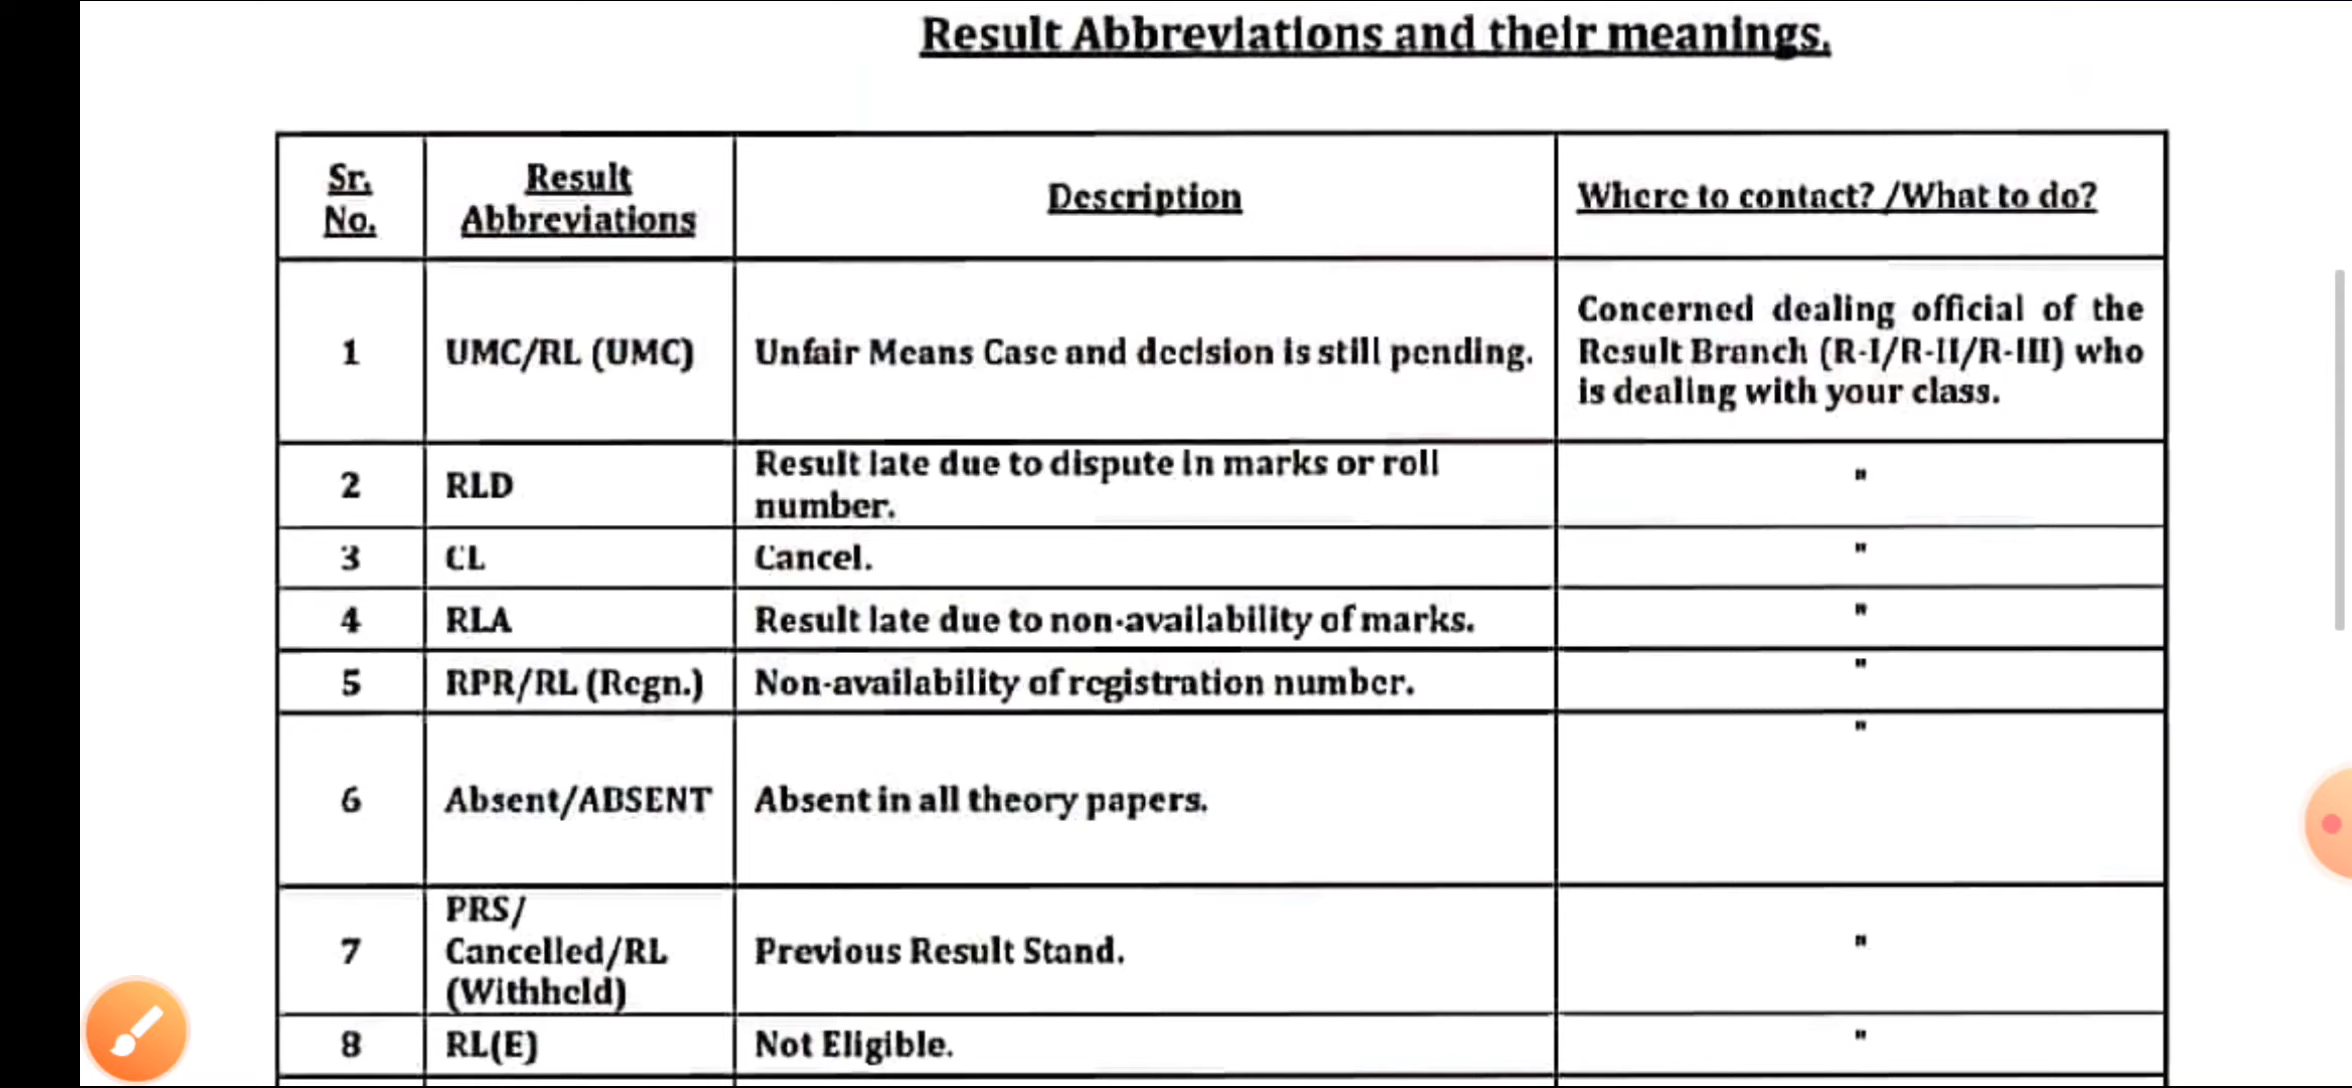 Result Abbreviations and their meanings.
Sr. No.
Result Abbreviations
Description
Where to contact? /What to do?
1
UMC/RL (UMC)
Unfair Means Case and decision is still pending.
Concerned dealing official of the
Result Branch (R-I/R-II/R-III) who
is dealing with your class.
2
RLD
Result late due to dispute in marks or roll
number.
"
3
CL
Cancel.
"
4
RLA
Result late due to non-availability of marks.
"
5
RPR/RL (Regn.)
Non-availability of registration number.
"
6
Absent/ABSENT
Absent in all theory papers.
"
7
PRS/
Cancelled/RL
(Withheld)
Previous Result Stand.
"
8
RL(E)
Not Eligible.
"